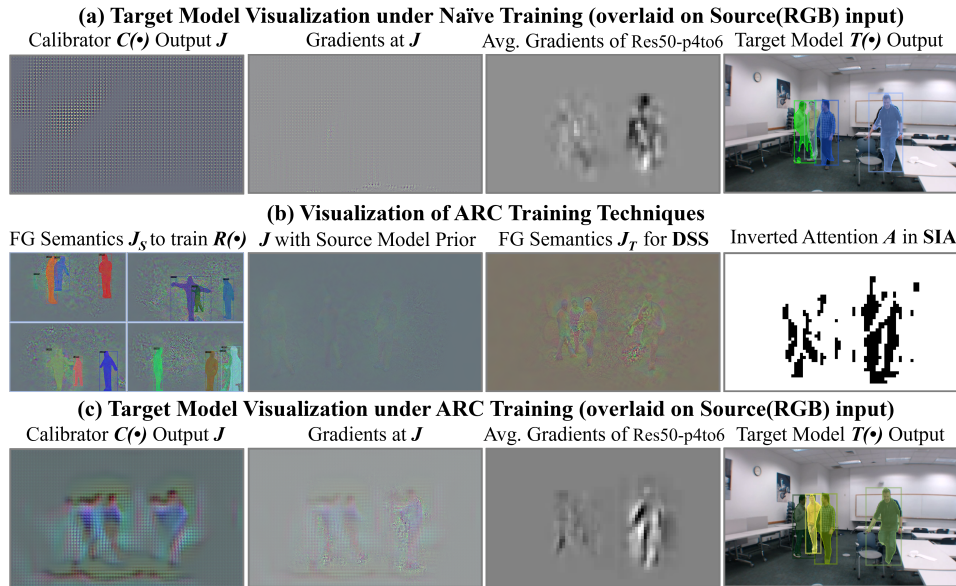 (a) Target Model Visualization under Naïve Training (overlaid on Source(RGB) input)
Calibrator C(•) Output J
Gradients at J
Avg. Gradients of Res50-p4to6
Target Model T(•) Output
(b) Visualization of ARC Training Techniques
FG Semantics J_S to train R(•)
J with Source Model Prior
FG Semantics J_T for DSS
Inverted Attention A in SIA
(c) Target Model Visualization under ARC Training (overlaid on Source(RGB) input)
Calibrator C(•) Output J
Gradients at J
Avg. Gradients of Res50-p4to6
Target Model T(•) Output